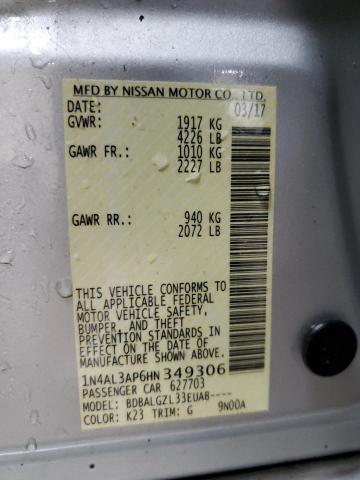 MFD BY NISSAN MOTOR CO., LTD.
DATE: 03/17
GVWR: 1917 KG
4226 LB
GAWR FR.: 1010 KG
2227 LB
GAWR RR.: 940 KG
2072 LB
THIS VEHICLE CONFORMS TO
ALL APPLICABLE FEDERAL
MOTOR VEHICLE SAFETY,
BUMPER, AND THEFT
PREVENTION STANDARDS IN
EFFECT ON THE DATE OF
MANUFACTURE SHOWN ABOVE.
1N4AL3AP6HN349306
PASSENGER CAR 627703
MODEL: BDBALGZL33EUAB----
COLOR: K23 TRIM: G 9N00A